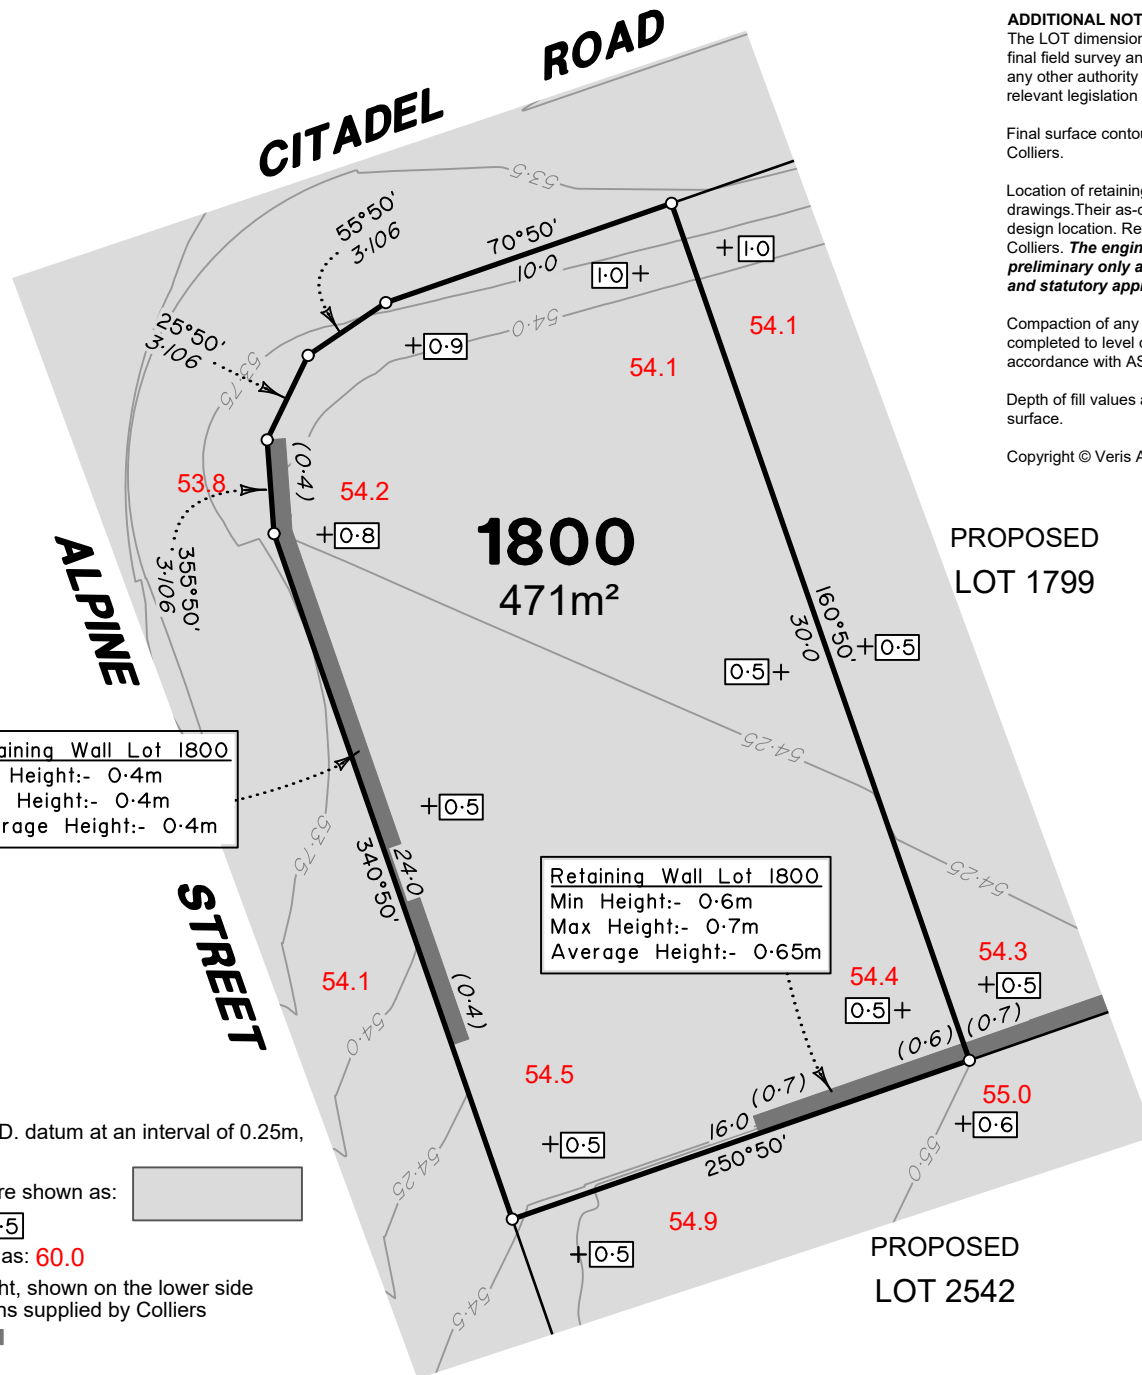 ADDITIONAL NOT
The LOT dimension
final field survey an
any other authority
relevant legislation
Final surface contou
Colliers.
Location of retaining
drawings.Their as-c
design location. Re
Colliers. The engin
preliminary only a
and statutory appr
Compaction of any
completed to level o
accordance with AS
Depth of fill values a
surface.
Copyright © Veris A
CITADEL ROAD
53·5
55°50'
3·106
70°50'
10·0
1·0
1·0
25°50'
3·106
53·75
54·0
0·9
54.1
54.1
53.8
(0·4)
54.2
0·8
1800
471m²
PROPOSED
LOT 1799
355°50'
3·106
ALPINE STREET
160°50'
30·0
0·5
0·5
54·25
aining Wall Lot 1800
Height:- 0·4m
Height:- 0·4m
rage Height:- 0·4m
0·5
53·75
24·0
340°50'
54·25
Retaining Wall Lot 1800
Min Height:- 0·6m
Max Height:- 0·7m
Average Height:- 0·65m
54.3
0·5
54.4
0·5
54.1
(0·4)
54·0
(0·6)
(0·7)
54.5
(0·7)
55.0
0·6
16·0
250°50'
0·5
54·25
55·0
54.9
0·5
54·5
PROPOSED
LOT 2542
D. datum at an interval of 0.25m,
re shown as:
·5
as: 60.0
ht, shown on the lower side
ns supplied by Colliers